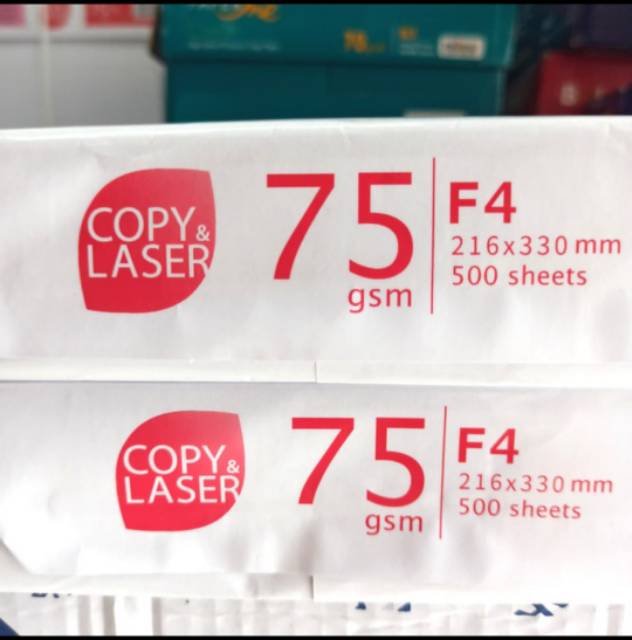 COPY &
LASER
75
gsm
F4
216x330 mm
500 sheets
COPY &
LASER
75
gsm
F4
216x330 mm
500 sheets